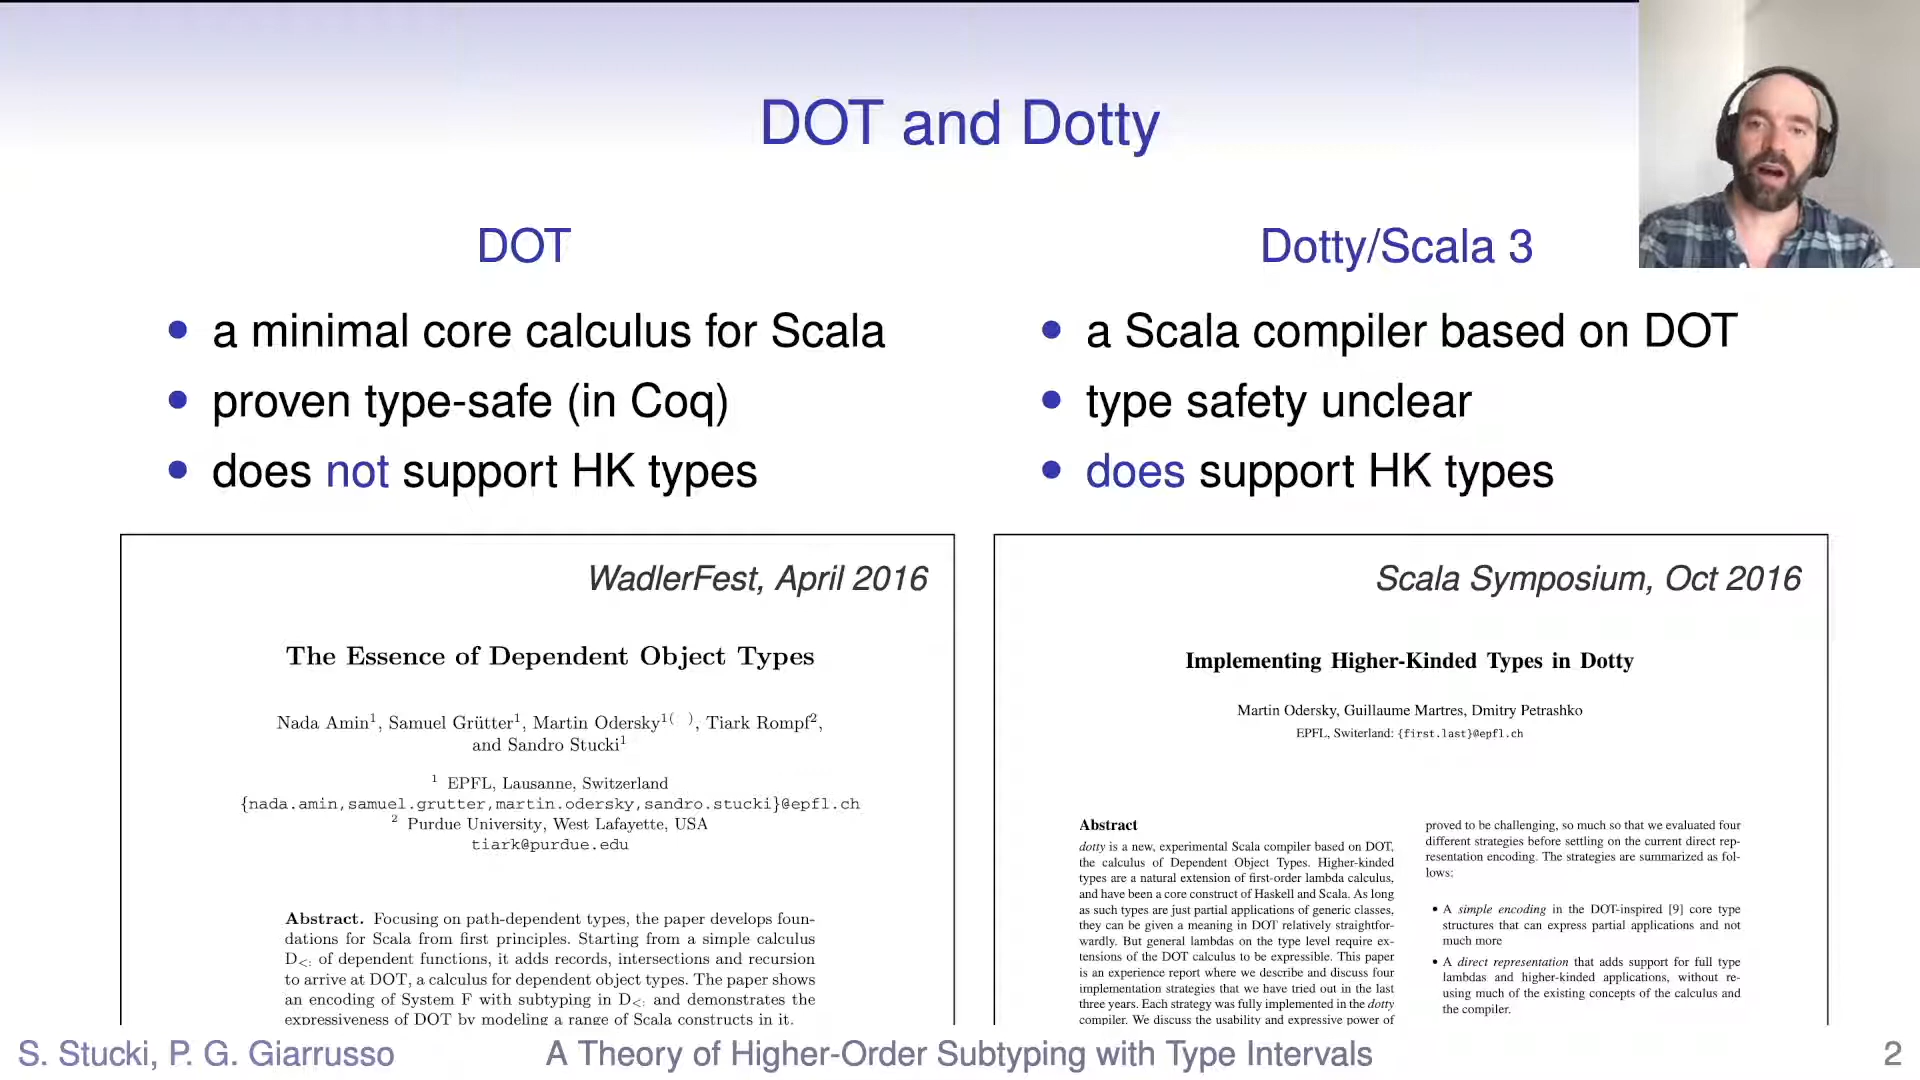 DOT and Dotty
DOT
• a minimal core calculus for Scala
• proven type-safe (in Coq)
• does not support HK types
Dotty/Scala 3
• a Scala compiler based on DOT
• type safety unclear
• does support HK types
WadlerFest, April 2016
The Essence of Dependent Object Types
Nada Amin¹, Samuel Grütter¹, Martin Odersky¹⁽ ⁾, Tiark Rompf²,
and Sandro Stucki¹
¹ EPFL, Lausanne, Switzerland
{nada.amin,samuel.grutter,martin.odersky,sandro.stucki}@epfl.ch
² Purdue University, West Lafayette, USA
tiark@purdue.edu
Abstract. Focusing on path-dependent types, the paper develops foun-
dations for Scala from first principles. Starting from a simple calculus
D<: of dependent functions, it adds records, intersections and recursion
to arrive at DOT, a calculus for dependent object types. The paper shows
an encoding of System F with subtyping in D<: and demonstrates the
expressiveness of DOT by modeling a range of Scala constructs in it.
Scala Symposium, Oct 2016
Implementing Higher-Kinded Types in Dotty
Martin Odersky, Guillaume Martres, Dmitry Petrashko
EPFL, Switerland: {first.last}@epfl.ch
Abstract
dotty is a new, experimental Scala compiler based on DOT,
the calculus of Dependent Object Types. Higher-kinded
types are a natural extension of first-order lambda calculus,
and have been a core construct of Haskell and Scala. As long
as such types are just partial applications of generic classes,
they can be given a meaning in DOT relatively straightfor-
wardly. But general lambdas on the type level require ex-
tensions of the DOT calculus to be expressible. This paper
is an experience report where we describe and discuss four
implementation strategies that we have tried out in the last
three years. Each strategy was fully implemented in the dotty
compiler. We discuss the usability and expressive power of
proved to be challenging, so much so that we evaluated four
different strategies before settling on the current direct rep-
resentation encoding. The strategies are summarized as fol-
lows:
• A simple encoding in the DOT-inspired [9] core type
structures that can express partial applications and not
much more
• A direct representation that adds support for full type
lambdas and higher-kinded applications, without re-
using much of the existing concepts of the calculus and
the compiler.
S. Stucki, P. G. Giarrusso
A Theory of Higher-Order Subtyping with Type Intervals
2